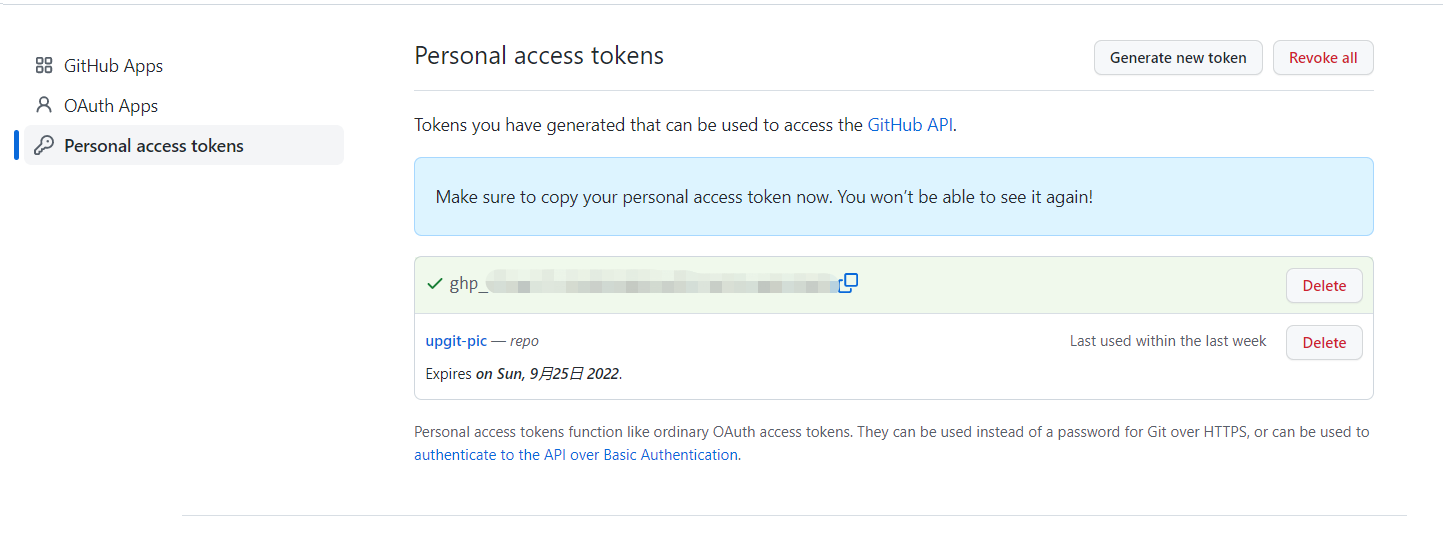 GitHub Apps
OAuth Apps
Personal access tokens
Personal access tokens
Generate new token
Revoke all
Tokens you have generated that can be used to access the GitHub API.
Make sure to copy your personal access token now. You won’t be able to see it again!
ghp_
Delete
upgit-pic — repo
Last used within the last week
Delete
Expires on Sun, 9月25日 2022.
Personal access tokens function like ordinary OAuth access tokens. They can be used instead of a password for Git over HTTPS, or can be used to
authenticate to the API over Basic Authentication.